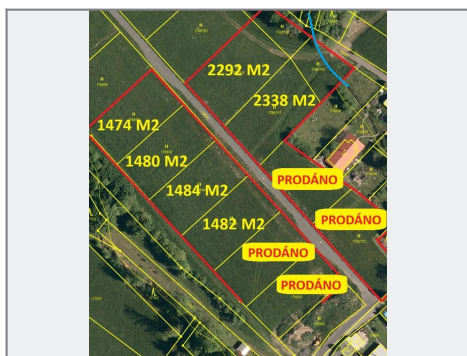 2292 M2
2338 M2
1474 M2
1480 M2
1484 M2
1482 M2
PRODÁNO
PRODÁNO
PRODÁNO
PRODÁNO